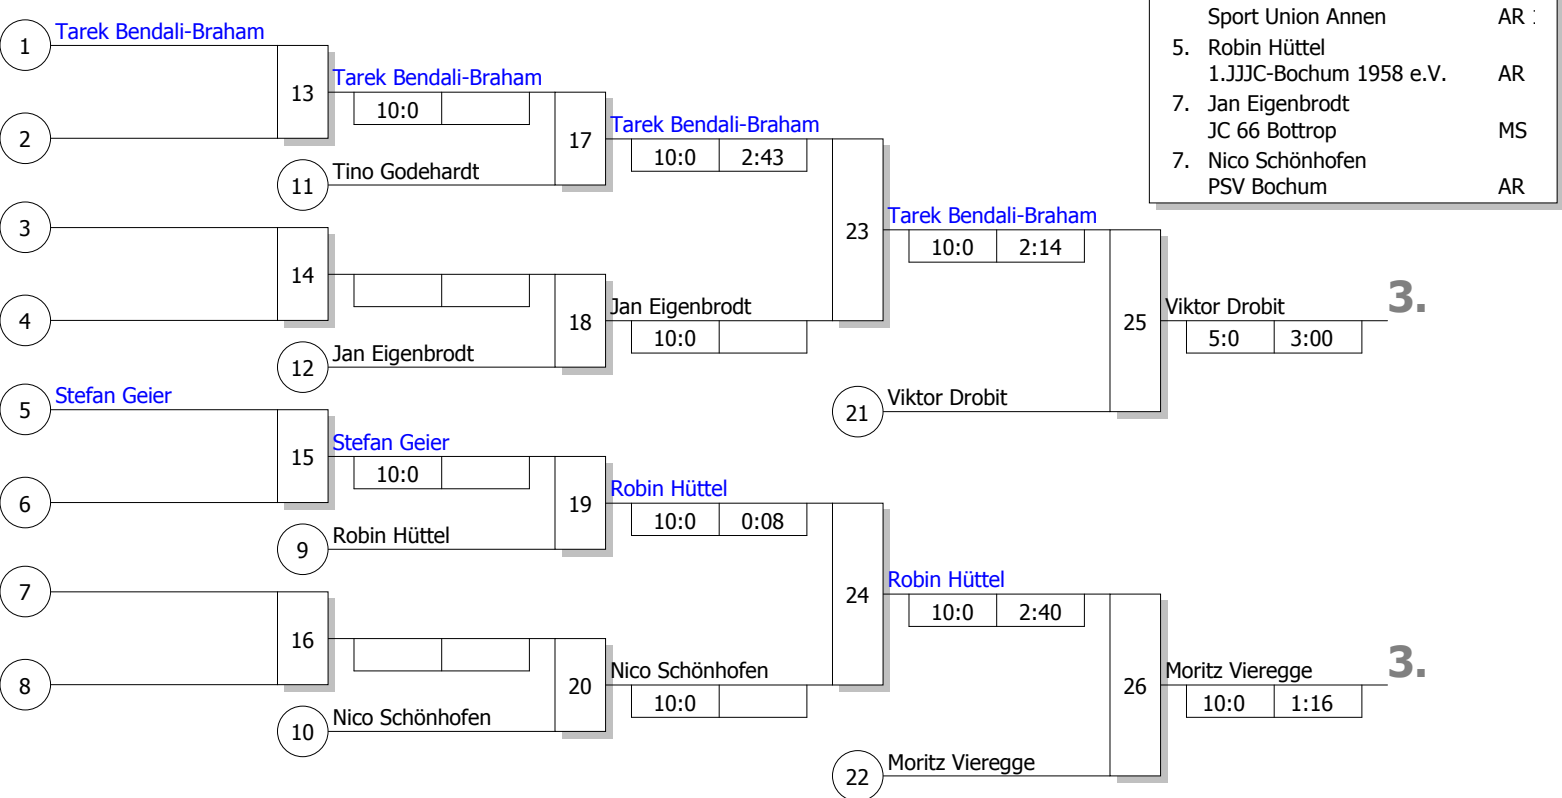 Sport Union Annen AR
5. Robin Hüttel
1.JJJC-Bochum 1958 e.V. AR
7. Jan Eigenbrodt
JC 66 Bottrop MS
7. Nico Schönhofen
PSV Bochum AR
1 Tarek Bendali-Braham
13 Tarek Bendali-Braham
10:0
2
17 Tarek Bendali-Braham
10:0 2:43
11 Tino Godehardt
3
23 Tarek Bendali-Braham
10:0 2:14
14
4
18 Jan Eigenbrodt
10:0
12 Jan Eigenbrodt
25 Viktor Drobit 3.
5:0 3:00
21 Viktor Drobit
5 Stefan Geier
15 Stefan Geier
10:0
6
19 Robin Hüttel
10:0 0:08
9 Robin Hüttel
7
24 Robin Hüttel
10:0 2:40
16
8
20 Nico Schönhofen
10:0
10 Nico Schönhofen
26 Moritz Vieregge 3.
10:0 1:16
22 Moritz Vieregge